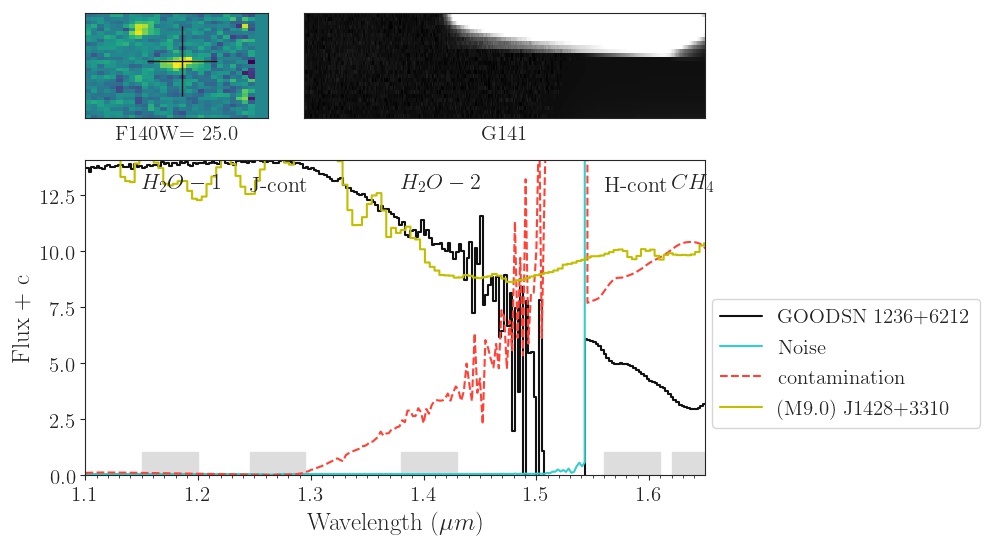 F140W= 25.0
G141
H₂O − 1
J-cont
H₂O − 2
H-cont
CH₄
12.5
10.0
7.5
5.0
2.5
0.0
Flux + c
1.1
1.2
1.3
1.4
1.5
1.6
Wavelength (μm)
GOODSN 1236+6212
Noise
contamination
(M9.0) J1428+3310